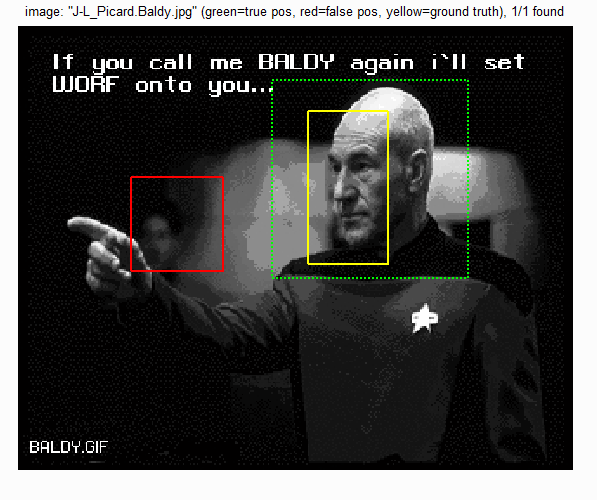 image: "J-L_Picard.Baldy.jpg" (green=true pos, red=false pos, yellow=ground truth), 1/1 found
If you call me BALDY again i`ll set
WORF onto you...
BALDY.GIF